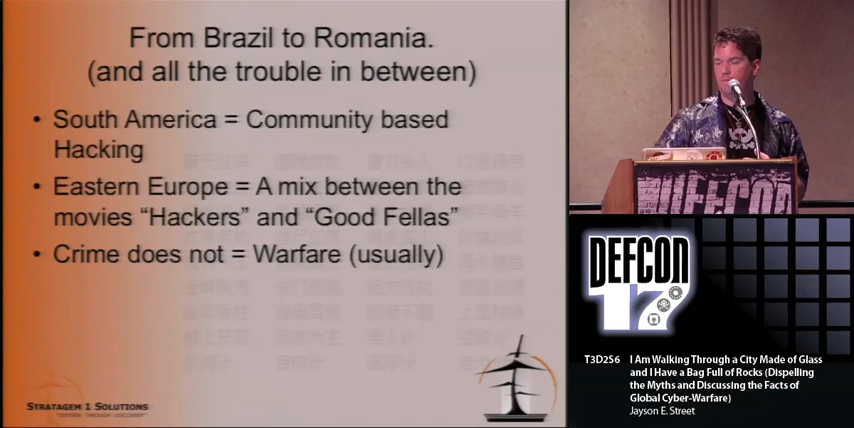 From Brazil to Romania.
(and all the trouble in between)
• South America = Community based
Hacking
• Eastern Europe = A mix between the
movies “Hackers” and “Good Fellas”
• Crime does not = Warfare (usually)
STRATAGEM 1 SOLUTIONS
DEFCON
DEFCON
17
T3D2S6 I Am Walking Through a City Made of Glass
and I Have a Bag Full of Rocks (Dispelling
the Myths and Discussing the Facts of
Global Cyber-Warfare)
Jayson E. Street